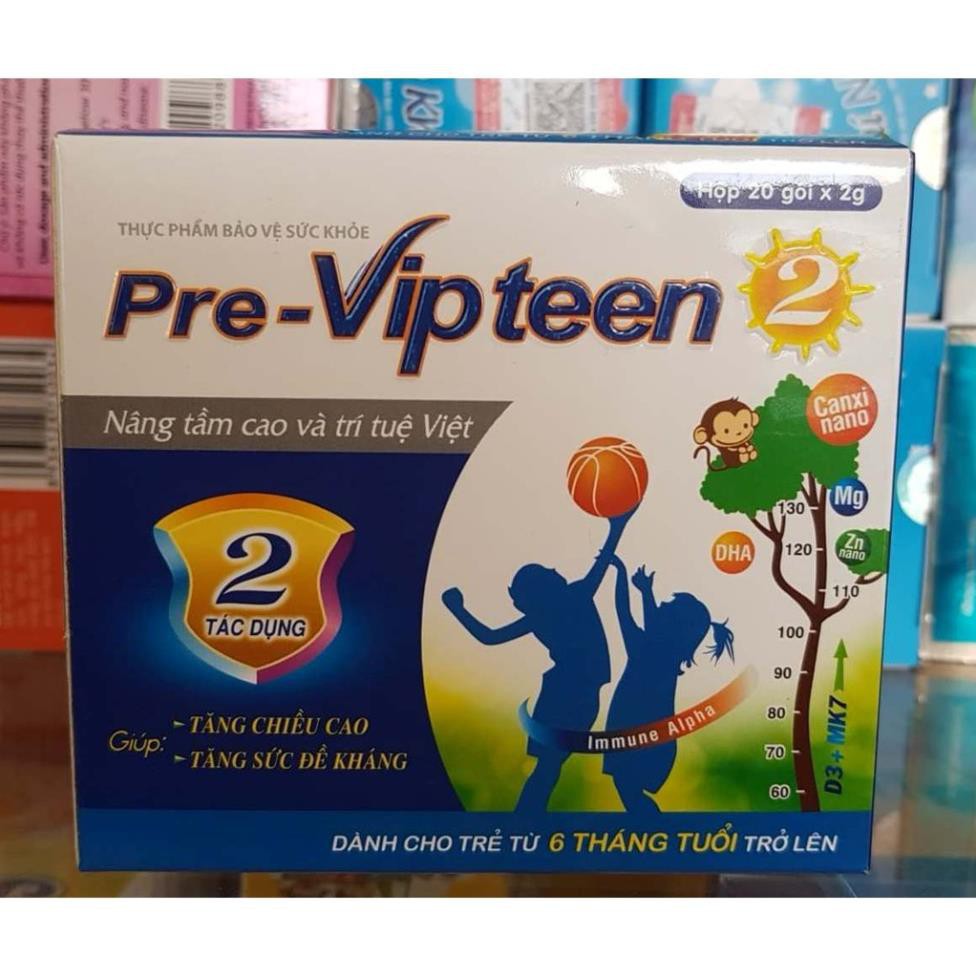 Hộp 20 gói x 2g
THỰC PHẨM BẢO VỆ SỨC KHỎE
Pre-Vipteen 2
Nâng tầm cao và trí tuệ Việt
Canxi
nano
Mg
DHA
Zn
nano
130
120
110
100
90
80
70
60
D3+MK7
2
TÁC DỤNG
Immune Alpha
Giúp:
- TĂNG CHIỀU CAO
- TĂNG SỨC ĐỀ KHÁNG
DÀNH CHO TRẺ TỪ 6 THÁNG TUỔI TRỞ LÊN